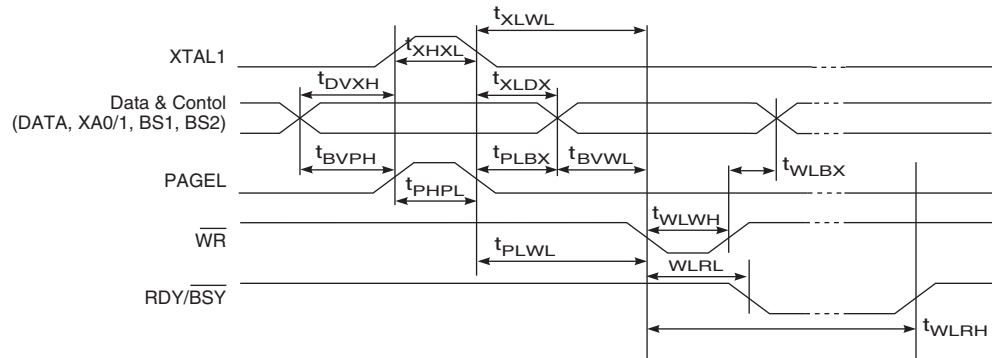 tXLWL
XTAL1
tXHXL
tDVXH
tXLDX
Data & Contol
(DATA, XA0/1, BS1, BS2)
tBVPH
tPLBX
tBVWL
tWLBX
PAGEL
tPHPL
tWLWH
WR
tPLWL
WLRL
RDY/BSY
tWLRH